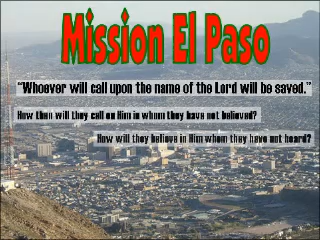 Mission El Paso
“Whoever will call upon the name of the Lord will be saved.”
How then will they call on Him in whom they have not believed?
How will they believe in Him whom they have not heard?